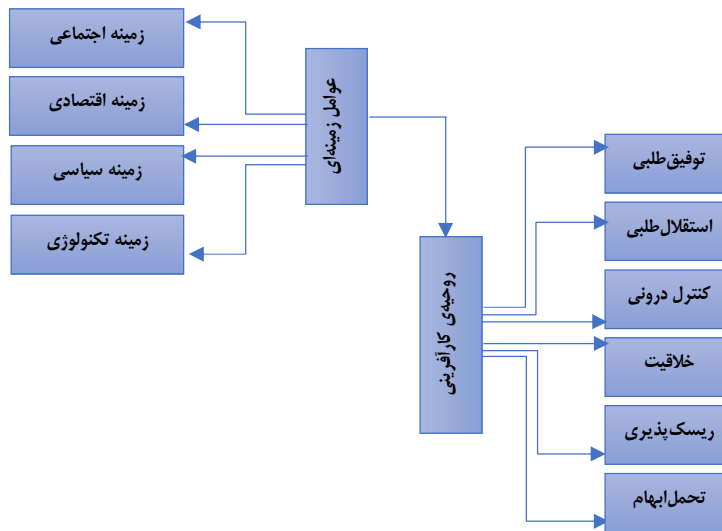 زمینه اجتماعی
زمینه اقتصادی
زمینه سیاسی
زمینه تکنولوژی
عوامل زمینه‌ای
روحیه‌ی کارآفرینی
توفیق‌طلبی
استقلال‌طلبی
کنترل درونی
خلاقیت
ریسک‌پذیری
تحمل‌ابهام